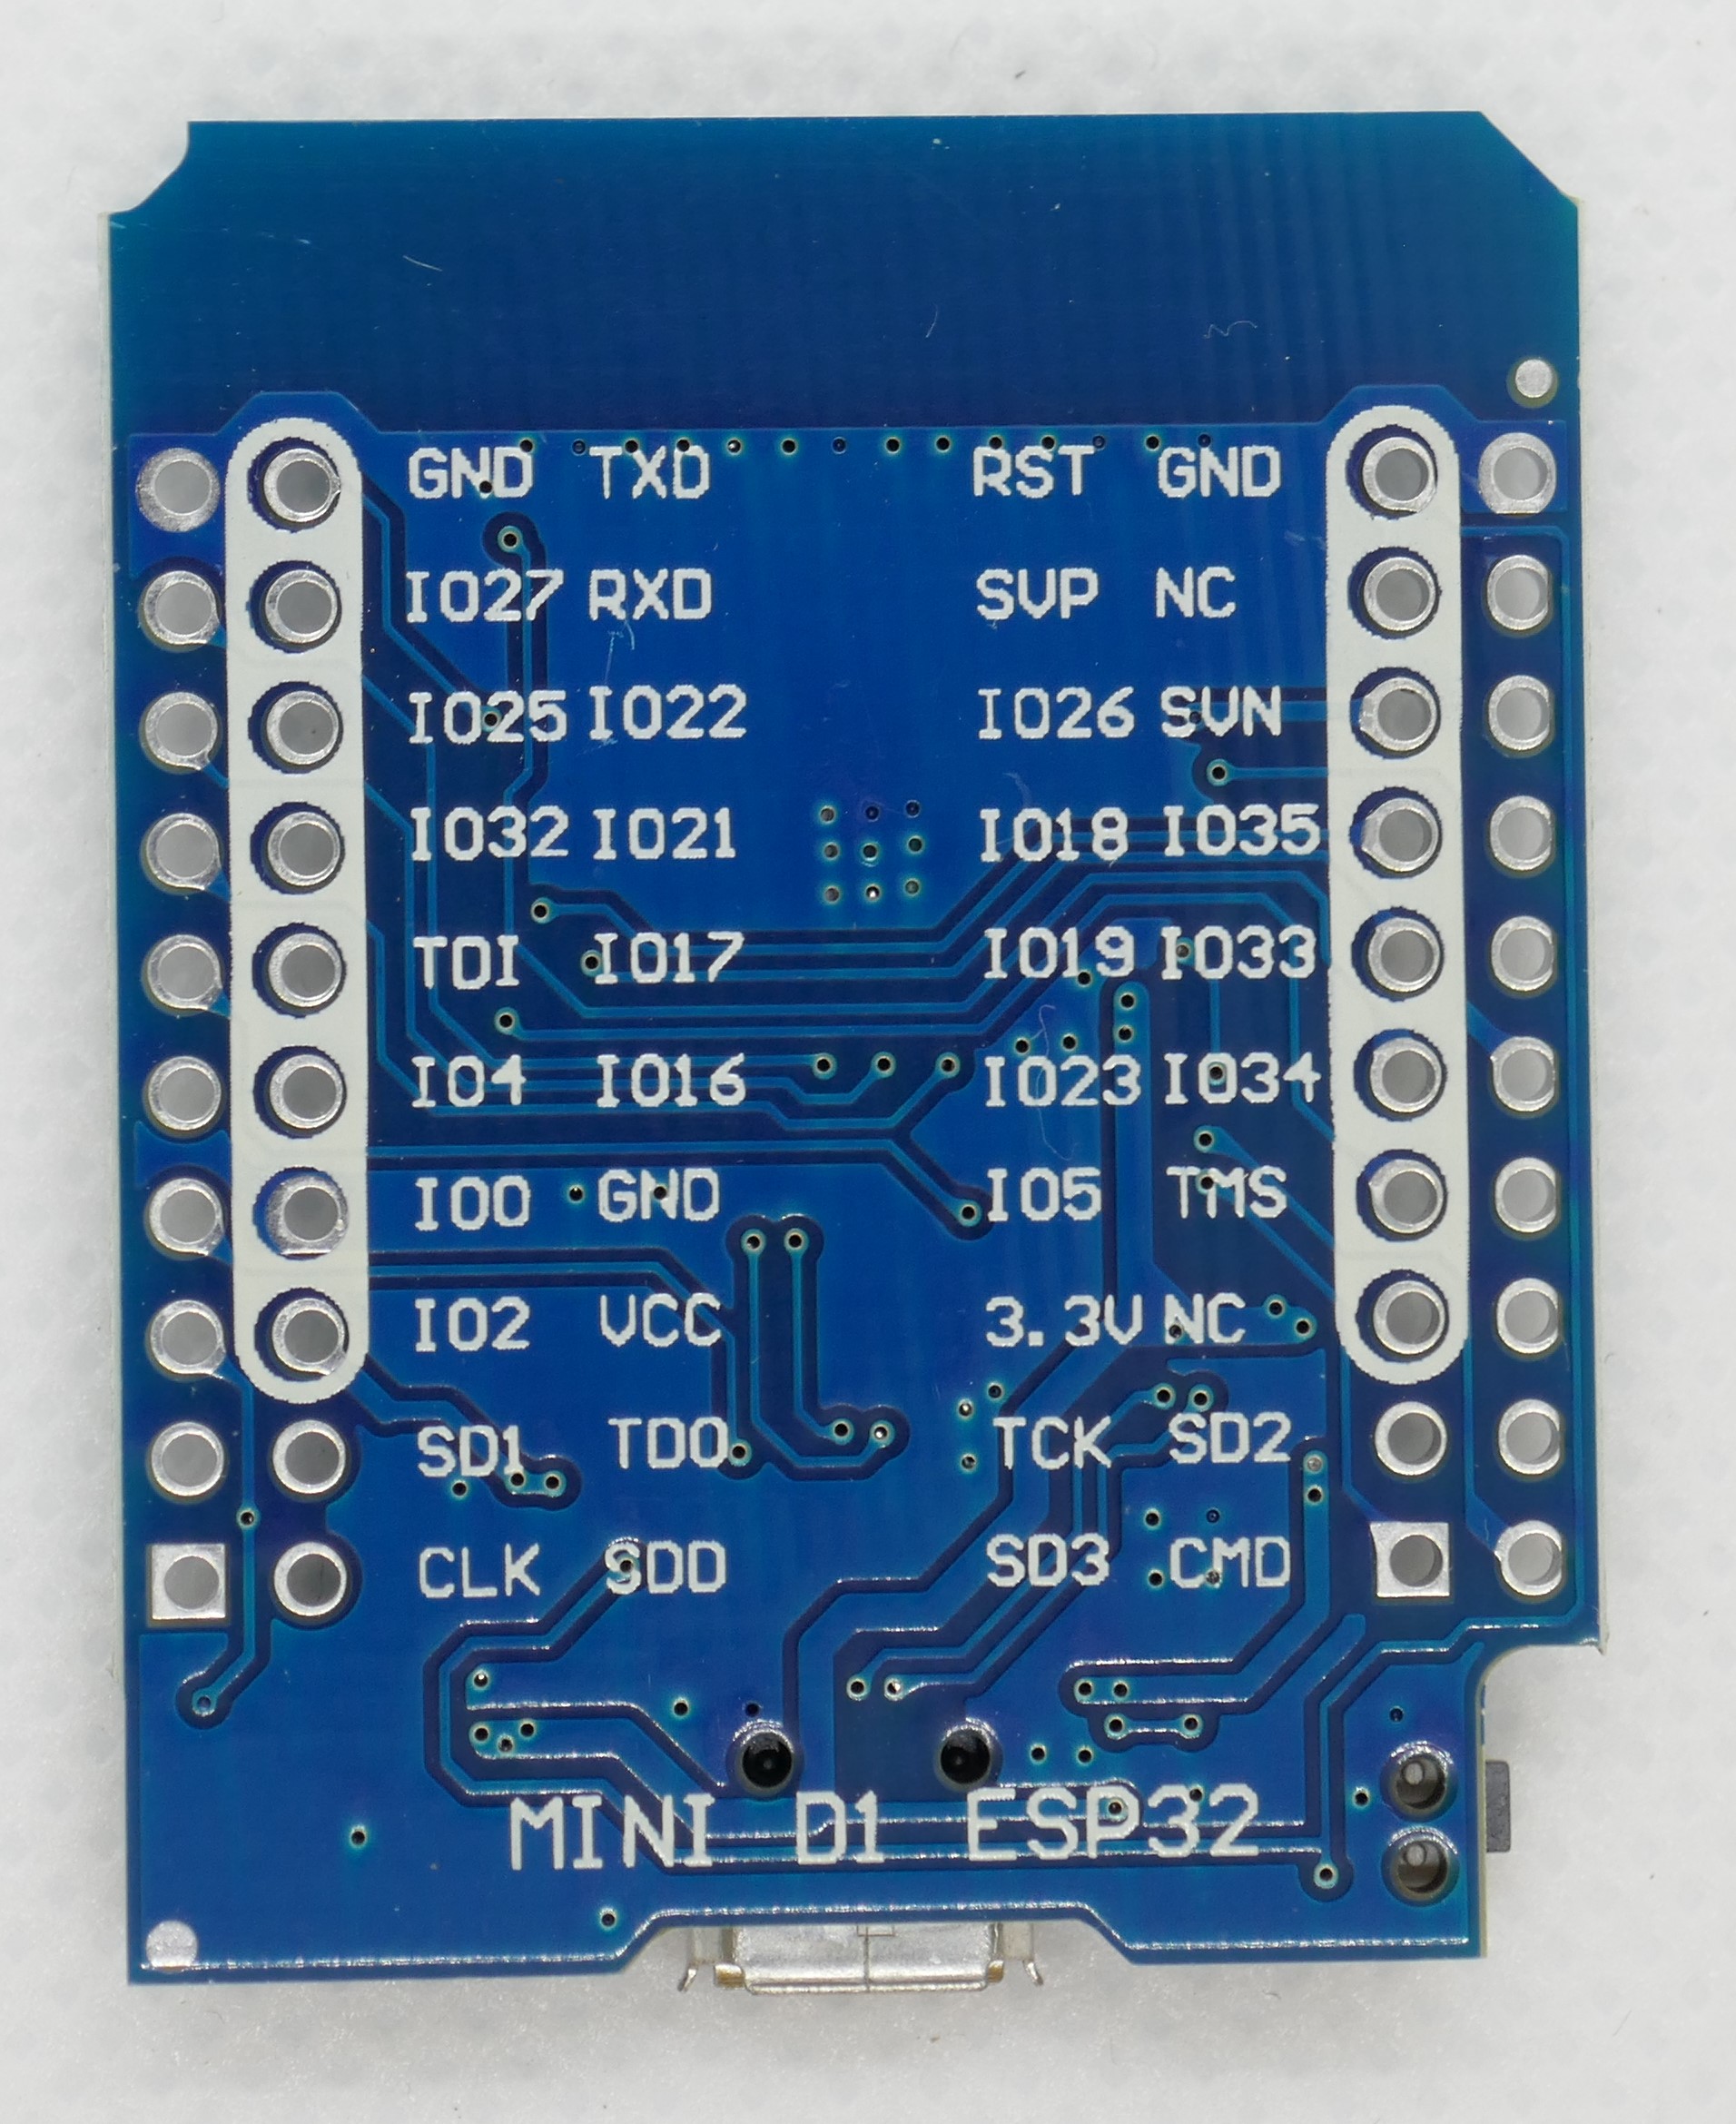 GND TXD RST GND
IO27 RXD SVP NC
IO25 IO22 IO26 SVN
IO32 IO21 IO18 IO35
TDI IO17 IO19 IO33
IO4 IO16 IO23 IO34
IO0 GND IO5 TMS
IO2 VCC 3.3V NC
SD1 TDO TCK SD2
CLK SDD SD3 CMD
MINI D1 ESP32